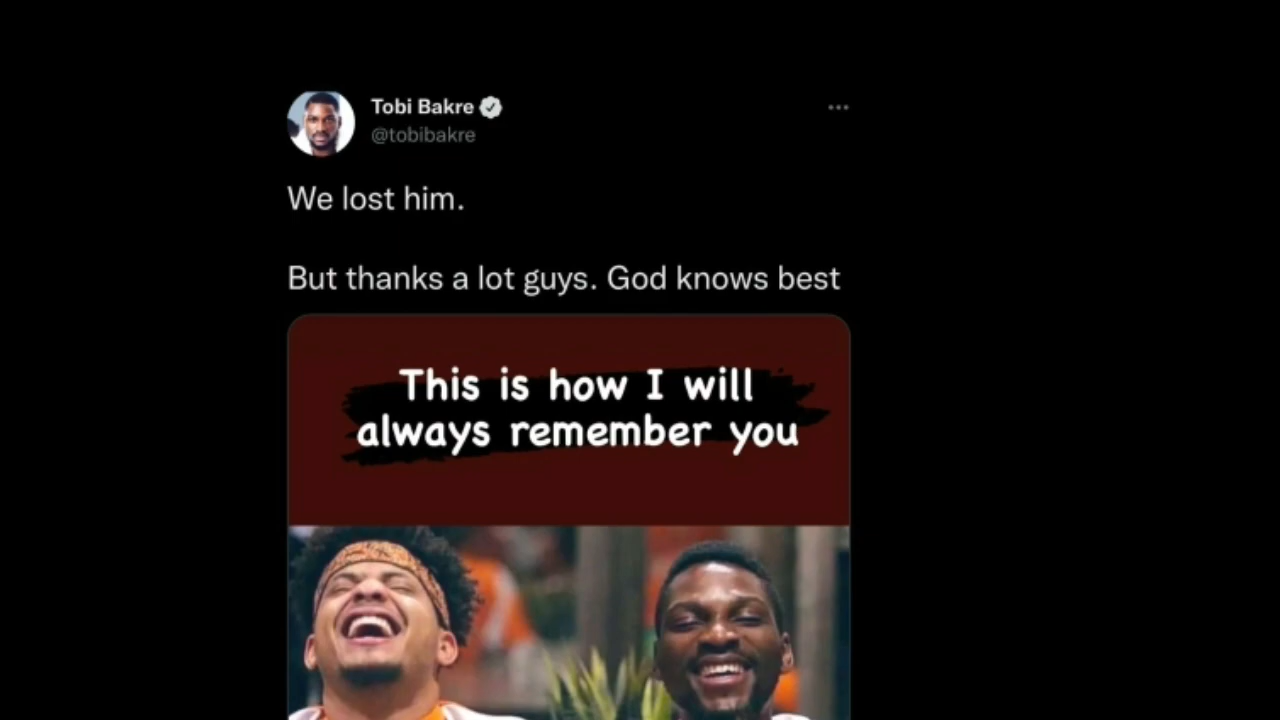 Tobi Bakre
@tobibakre
We lost him.
But thanks a lot guys. God knows best
This is how I will
always remember you